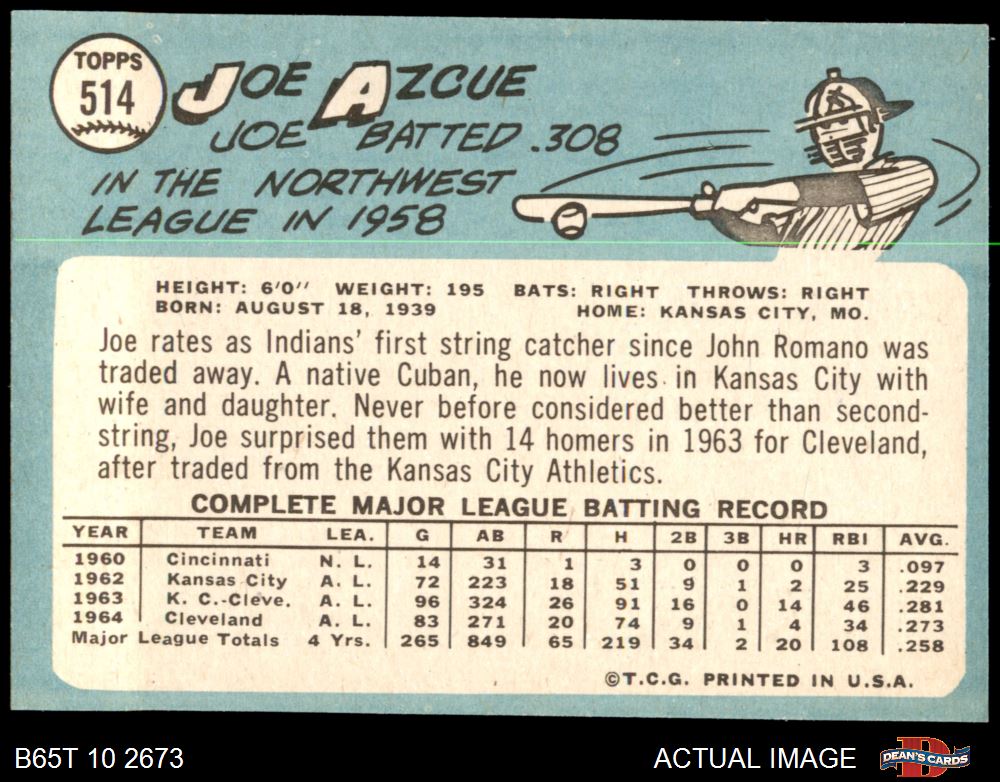 TOPPS
514
JOE AZCUE
JOE BATTED .308
IN THE NORTHWEST
LEAGUE IN 1958
HEIGHT: 6'0" WEIGHT: 195 BATS: RIGHT THROWS: RIGHT
BORN: AUGUST 18, 1939 HOME: KANSAS CITY, MO.
Joe rates as Indians' first string catcher since John Romano was
traded away. A native Cuban, he now lives in Kansas City with
wife and daughter. Never before considered better than second-
string, Joe surprised them with 14 homers in 1963 for Cleveland,
after traded from the Kansas City Athletics.
COMPLETE MAJOR LEAGUE BATTING RECORD
YEAR TEAM LEA. G AB R H 2B 3B HR RBI AVG.
1960 Cincinnati N. L. 14 31 1 3 0 0 0 3 .097
1962 Kansas City A. L. 72 223 18 51 9 1 2 25 .229
1963 K. C.-Cleve. A. L. 96 324 26 91 16 0 14 46 .281
1964 Cleveland A. L. 83 271 20 74 9 1 4 34 .273
Major League Totals 4 Yrs. 265 849 65 219 34 2 20 108 .258
©T.C.G. PRINTED IN U.S.A.
B65T 10 2673 ACTUAL IMAGE DEAN'S CARDS